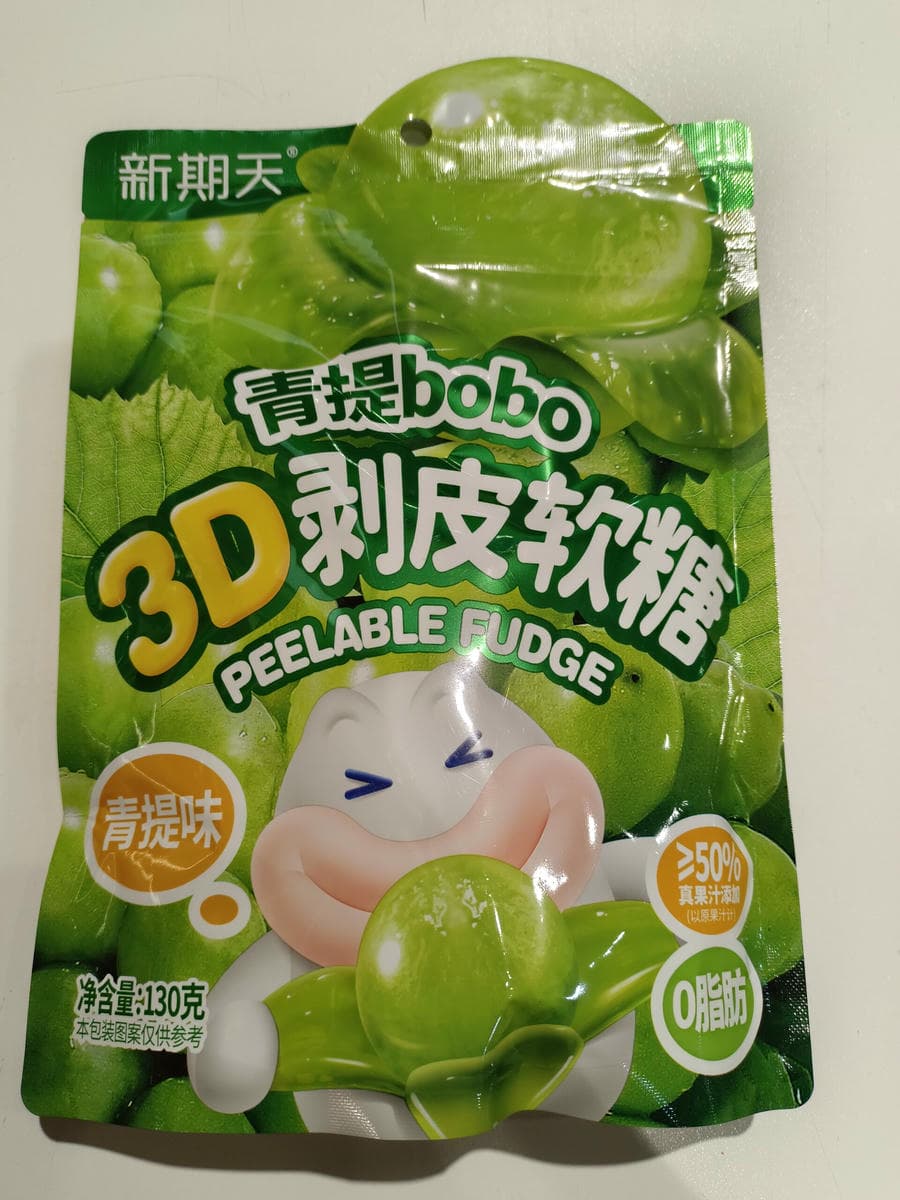 新期天®
青提bobo
3D剥皮软糖
PEELABLE FUDGE
青提味
≥50%
真果汁添加
(以原果汁计)
0脂肪
净含量:130克
本包装图案仅供参考